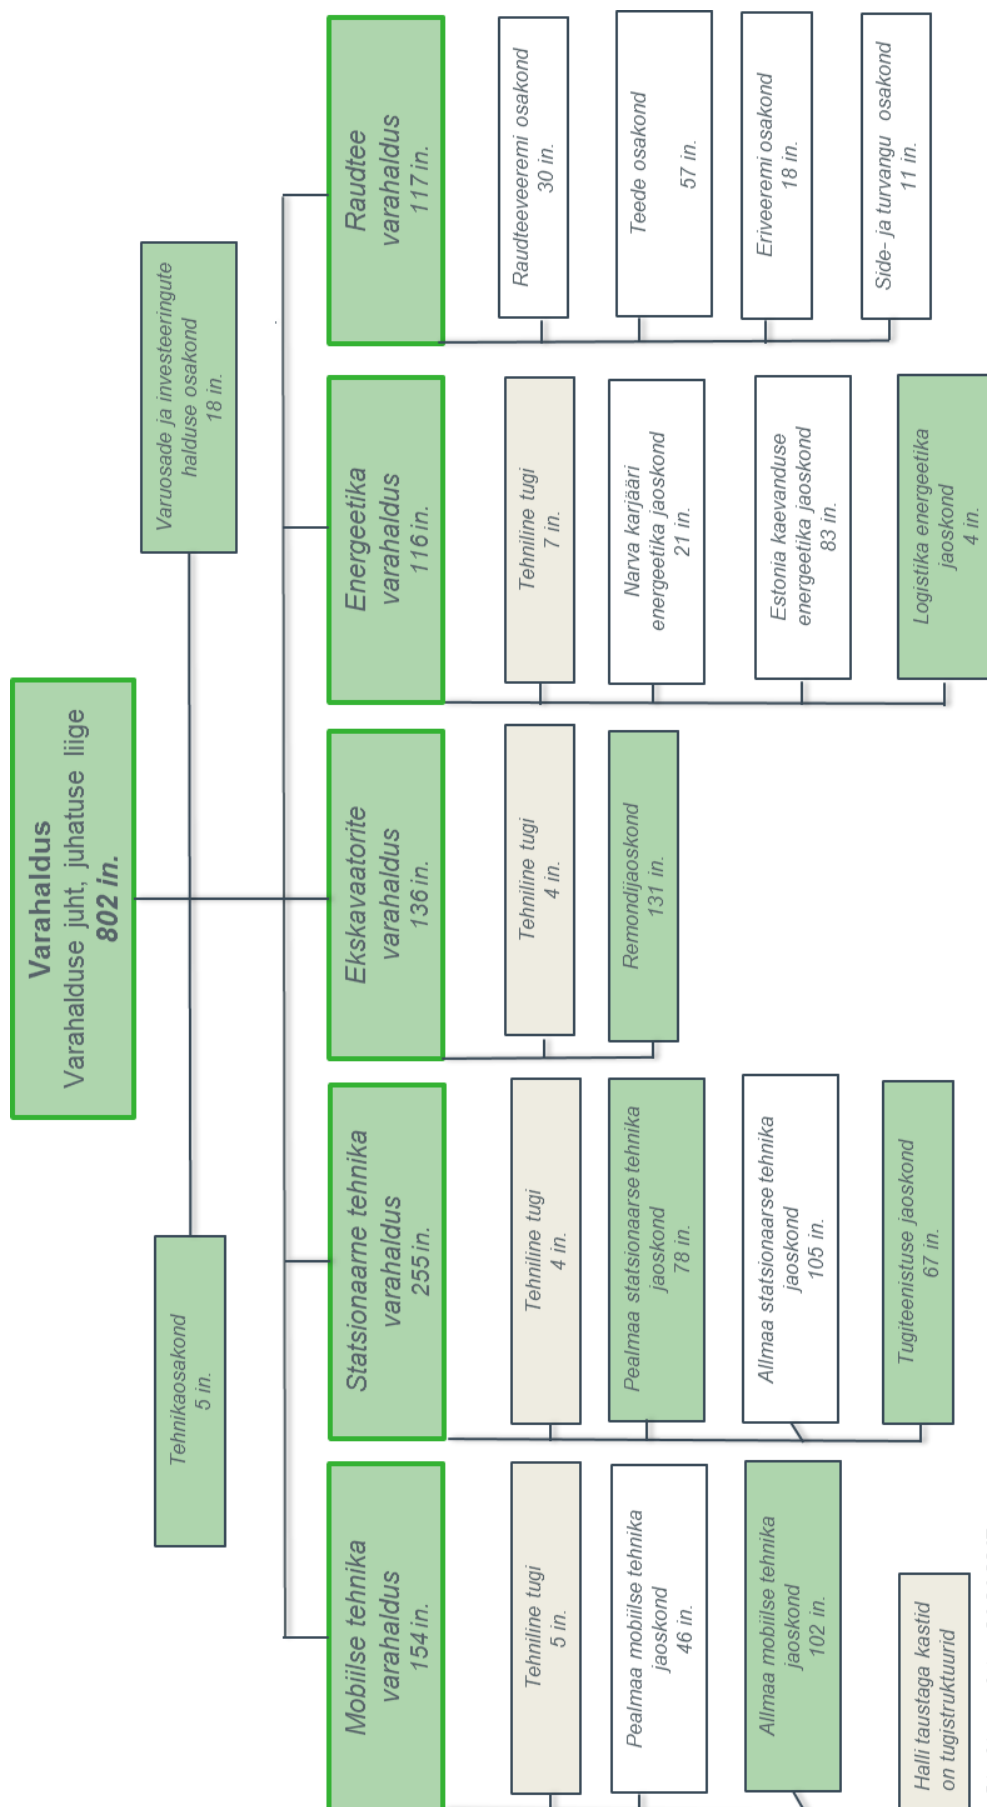 Varahaldus
Varahalduse juht, juhatuse liige
802 in.
Tehnikaosakond
5 in.
Varuosade ja investeeringute
halduse osakond
18 in.
Mobiilse tehnika
varahaldus
154 in.
Tehniline tugi
5 in.
Pealmaa mobiilse tehnika
jaoskond
46 in.
Allmaa mobiilse tehnika
jaoskond
102 in.
Statsionaarne tehnika
varahaldus
255 in.
Tehniline tugi
4 in.
Pealmaa statsionaarse tehnika
jaoskond
78 in.
Allmaa statsionaarse tehnika
jaoskond
105 in.
Tugiteenistuse jaoskond
67 in.
Ekskavaatorite
varahaldus
136 in.
Tehniline tugi
4 in.
Remondijaoskond
131 in.
Energeetika
varahaldus
116 in.
Tehniline tugi
7 in.
Narva karjääri
energeetika jaoskond
21 in.
Estonia kaevanduse
energeetika jaoskond
83 in.
Logistika energeetika
jaoskond
4 in.
Raudtee
varahaldus
117 in.
Raudteeveeremi osakond
30 in.
Teede osakond
57 in.
Eriveeremi osakond
18 in.
Side- ja turvangu osakond
11 in.
Halli taustaga kastid
on tugistruktuurid